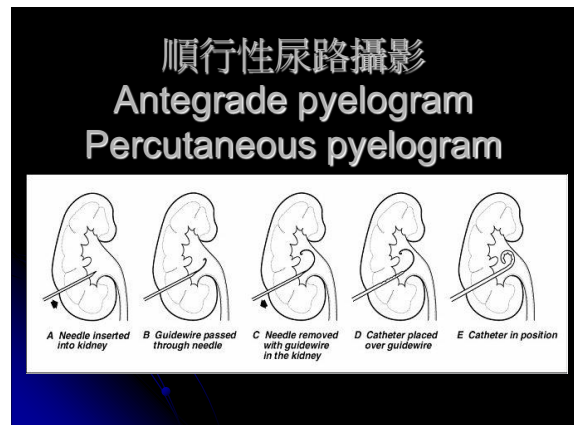 順行性尿路攝影
Antegrade pyelogram
Percutaneous pyelogram
A Needle inserted
into kidney
B Guidewire passed
through needle
C Needle removed
with guidewire
in the kidney
D Catheter placed
over guidewire
E Catheter in position